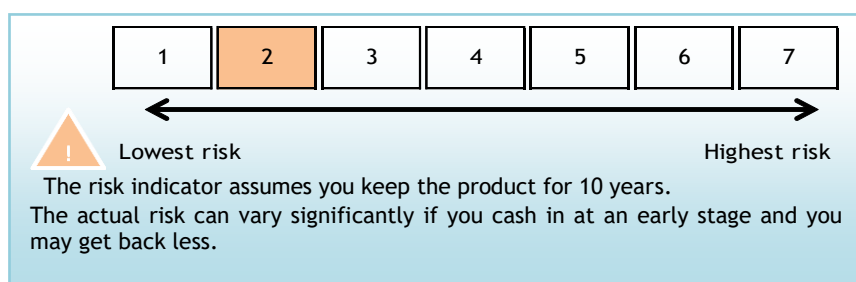 1 2 3 4 5 6 7
!
Lowest risk Highest risk
The risk indicator assumes you keep the product for 10 years.
The actual risk can vary significantly if you cash in at an early stage and you
may get back less.